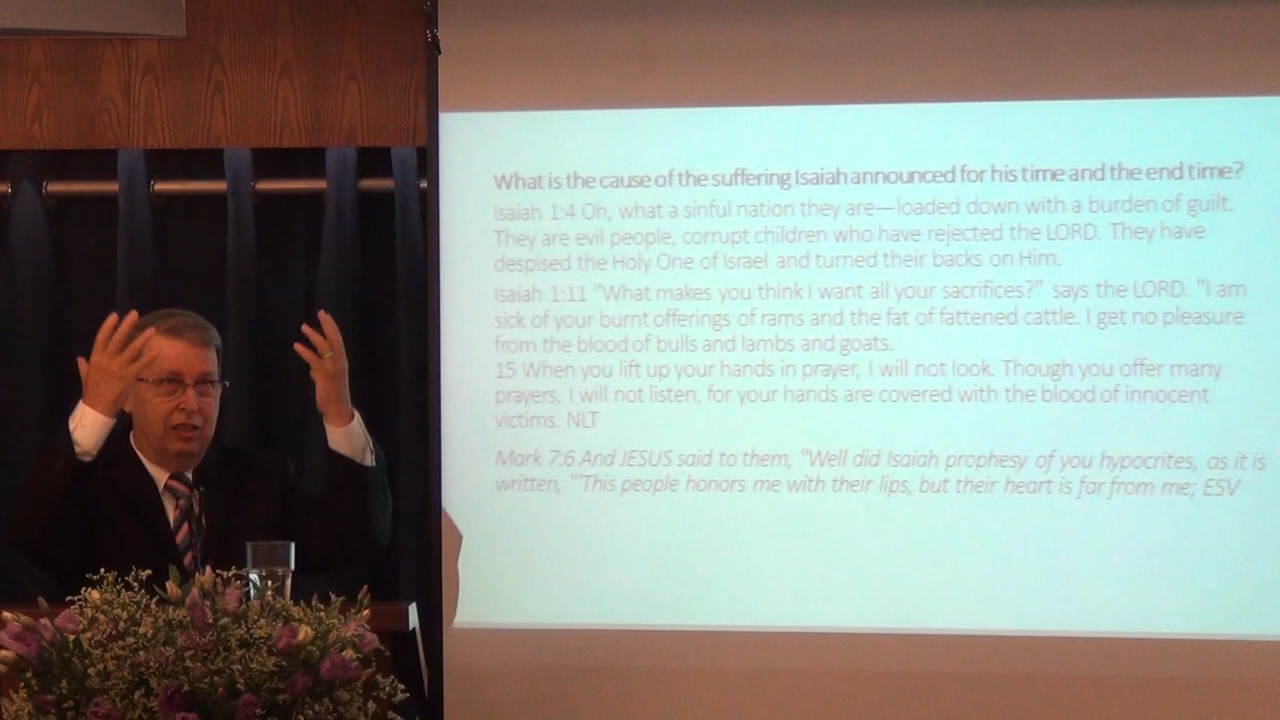 What is the cause of the suffering Isaiah announced for his time and the end time?
Isaiah 1:4 Oh, what a sinful nation they are—loaded down with a burden of guilt.
They are evil people, corrupt children who have rejected the LORD. They have
despised the Holy One of Israel and turned their backs on Him.
Isaiah 1:11 "What makes you think I want all your sacrifices?" says the LORD. "I am
sick of your burnt offerings of rams and the fat of fattened cattle. I get no pleasure
from the blood of bulls and lambs and goats.
15 When you lift up your hands in prayer, I will not look. Though you offer many
prayers, I will not listen, for your hands are covered with the blood of innocent
victims. NLT
Mark 7:6 And JESUS said to them, "Well did Isaiah prophesy of you hypocrites, as it is
written, "'This people honors me with their lips, but their heart is far from me; ESV